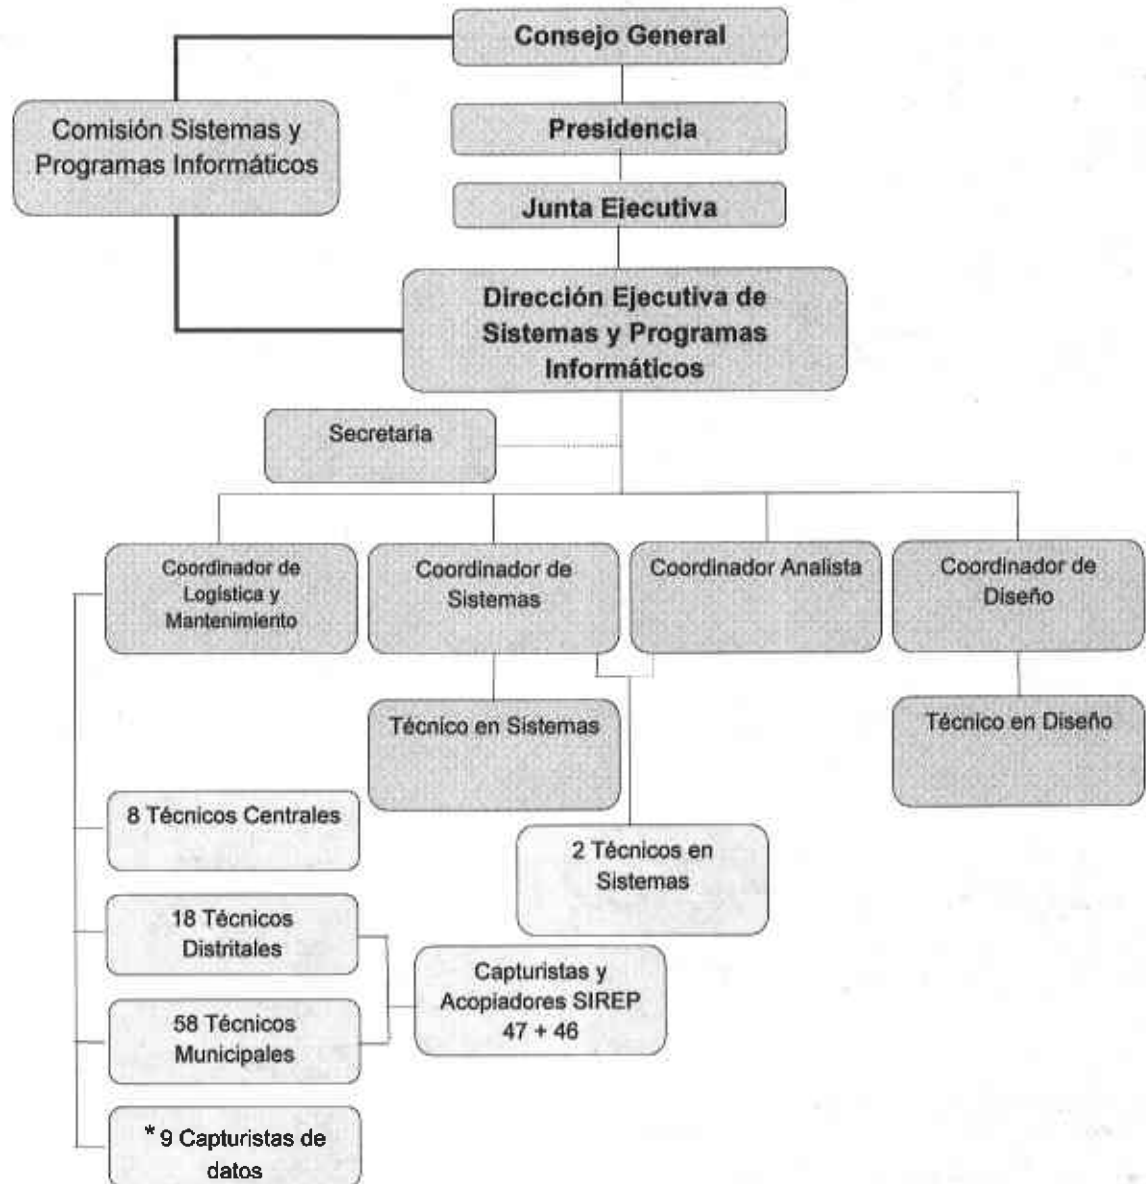 Consejo General
Comisión Sistemas y
Programas Informáticos
Presidencia
Junta Ejecutiva
Dirección Ejecutiva de
Sistemas y Programas
Informáticos
Secretaria
Coordinador de
Logística y
Mantenimiento
Coordinador de
Sistemas
Coordinador Analista
Coordinador de
Diseño
Técnico en Sistemas
Técnico en Diseño
8 Técnicos Centrales
2 Técnicos en
Sistemas
18 Técnicos
Distritales
Capturistas y
Acopiadores SIREP
47 + 46
58 Técnicos
Municipales
* 9 Capturistas de
datos